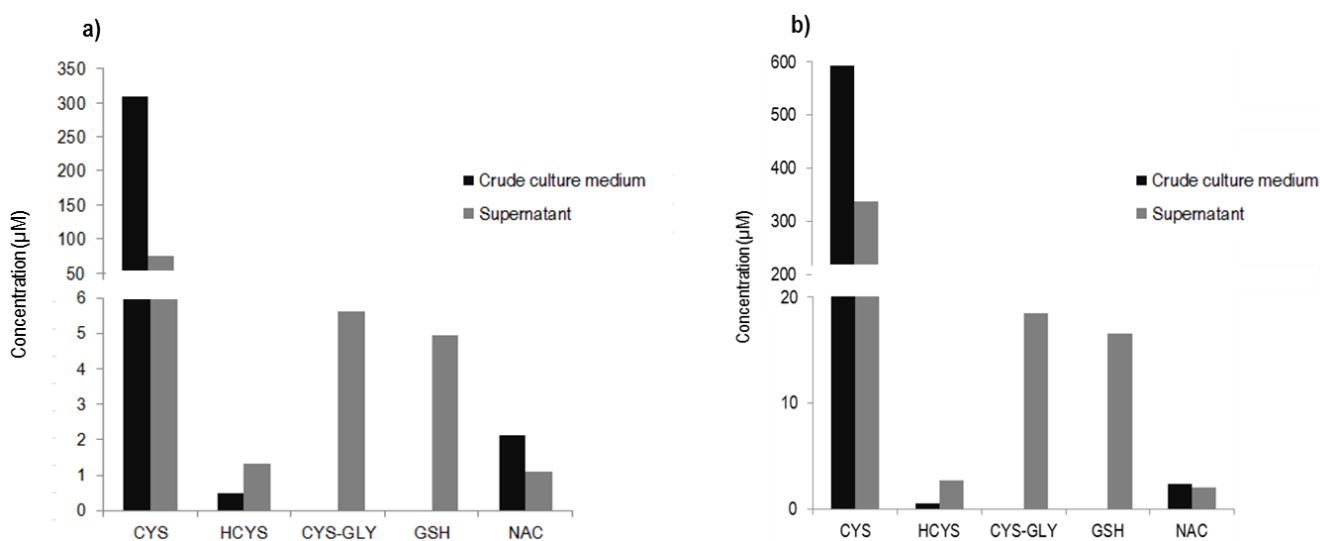 a)
Concentration (µM)
350
300
250
200
150
100
50
6
5
4
3
2
1
0
CYS HCYS CYS-GLY GSH NAC
Crude culture medium
Supernatant
b)
Concentration (µM)
600
500
400
300
200
20
10
0
CYS HCYS CYS-GLY GSH NAC
Crude culture medium
Supernatant